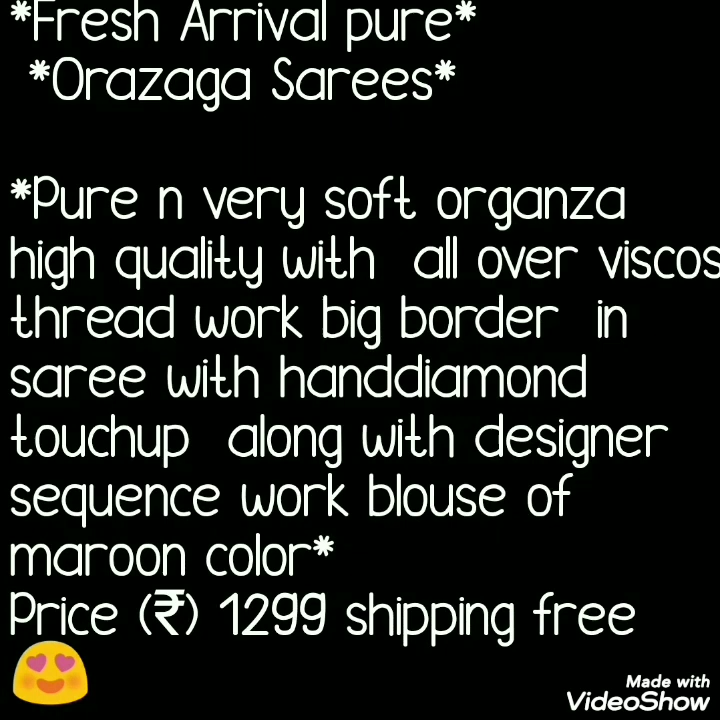 *Fresh Arrival pure*
*Orazaga Sarees*
*Pure n very soft organza
high quality with all over viscos
thread work big border in
saree with handdiamond
touchup along with designer
sequence work blouse of
maroon color*
Price (₹) 1299 shipping free
😍
Made with
VideoShow